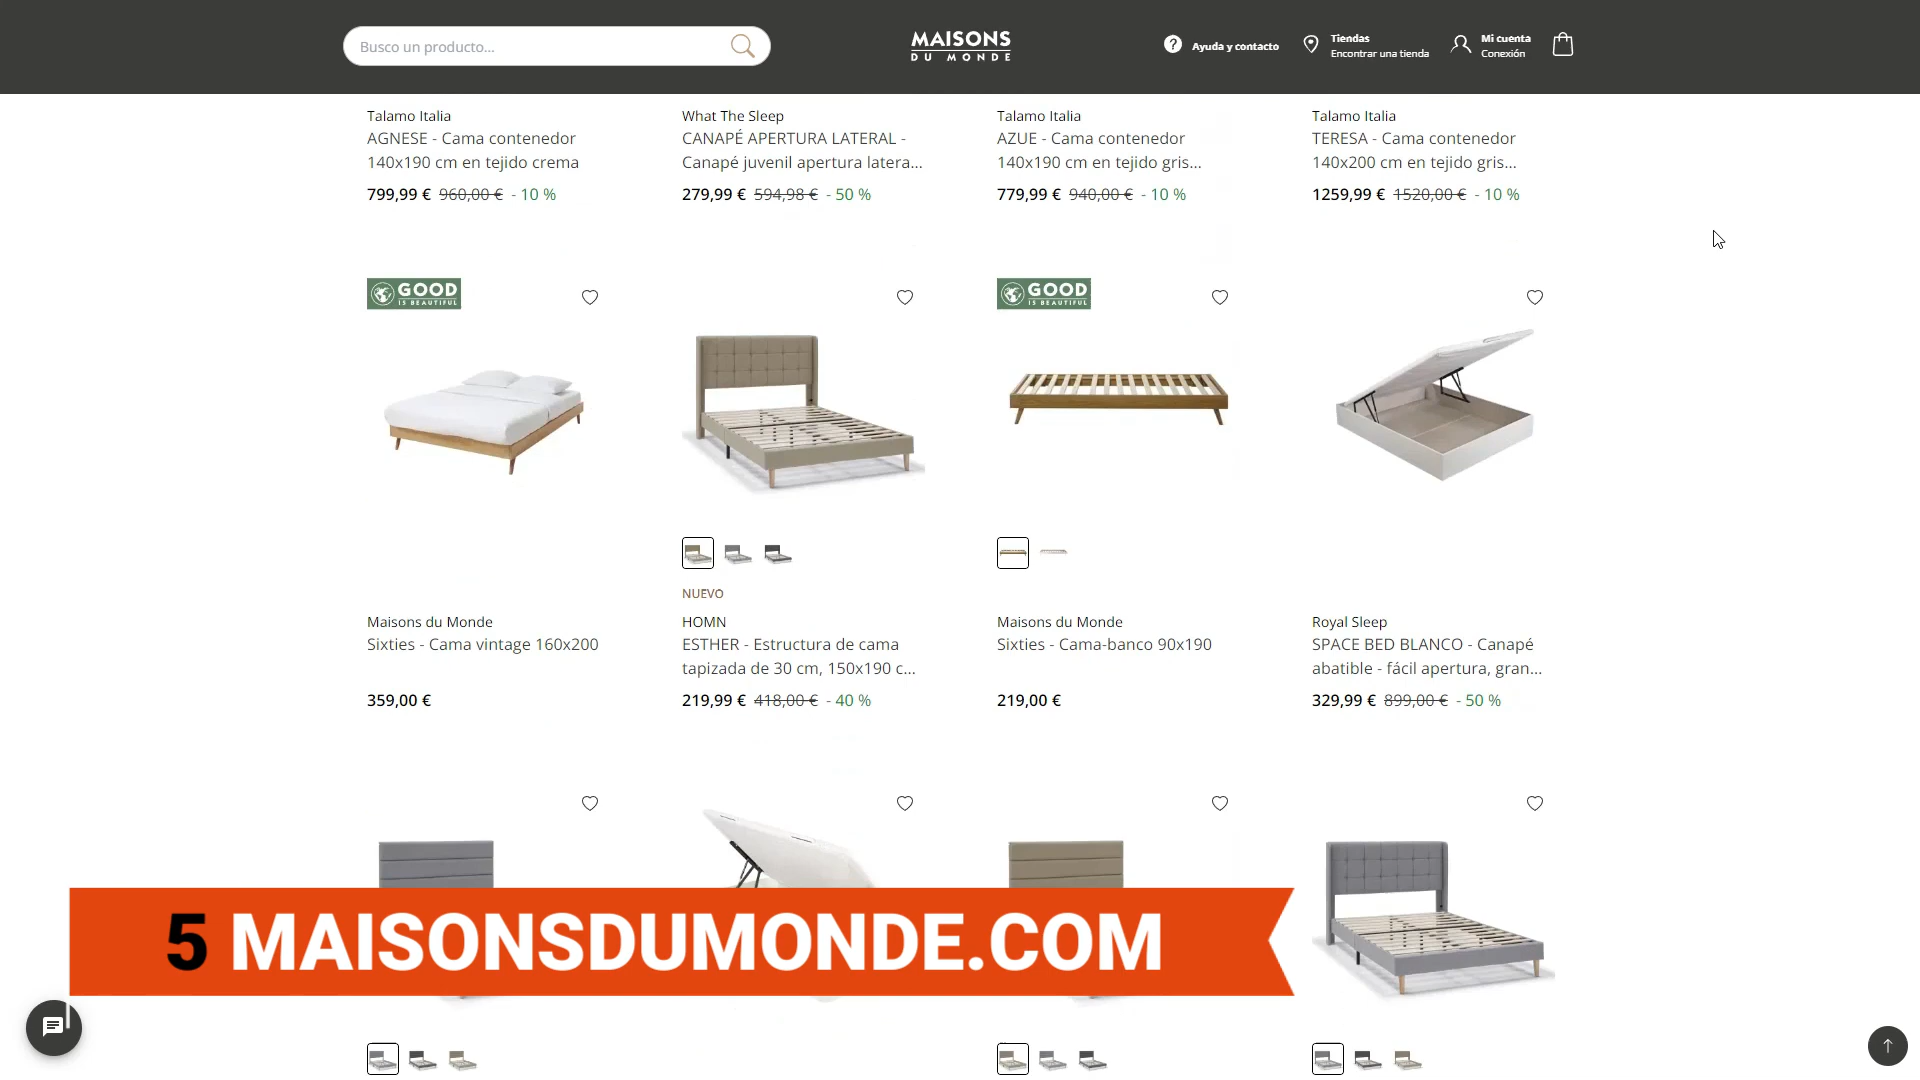 Busco un producto...
MAISONS
DU MONDE
Ayuda y contacto
Tiendas
Encontrar una tienda
Mi cuenta
Conexión
Talamo Italia
AGNESE - Cama contenedor
140x190 cm en tejido crema
799,99 € 960,00 € - 10 %
What The Sleep
CANAPÉ APERTURA LATERAL -
Canapé juvenil apertura latera...
279,99 € 594,98 € - 50 %
Talamo Italia
AZUE - Cama contenedor
140x190 cm en tejido gris...
779,99 € 940,00 € - 10 %
Talamo Italia
TERESA - Cama contenedor
140x200 cm en tejido gris...
1259,99 € 1520,00 € - 10 %
GOOD
IS BEAUTIFUL
GOOD
IS BEAUTIFUL
Maisons du Monde
Sixties - Cama vintage 160x200
359,00 €
NUEVO
HOMN
ESTHER - Estructura de cama
tapizada de 30 cm, 150x190 c...
219,99 € 418,00 € - 40 %
Maisons du Monde
Sixties - Cama-banco 90x190
219,00 €
Royal Sleep
SPACE BED BLANCO - Canapé
abatible - fácil apertura, gran...
329,99 € 899,00 € - 50 %
5 MAISONSDUMONDE.COM